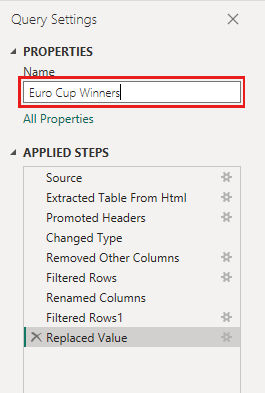 Query Settings
PROPERTIES
Name
Euro Cup Winners
All Properties
APPLIED STEPS
Source
Extracted Table From Html
Promoted Headers
Changed Type
Removed Other Columns
Filtered Rows
Renamed Columns
Filtered Rows1
Replaced Value